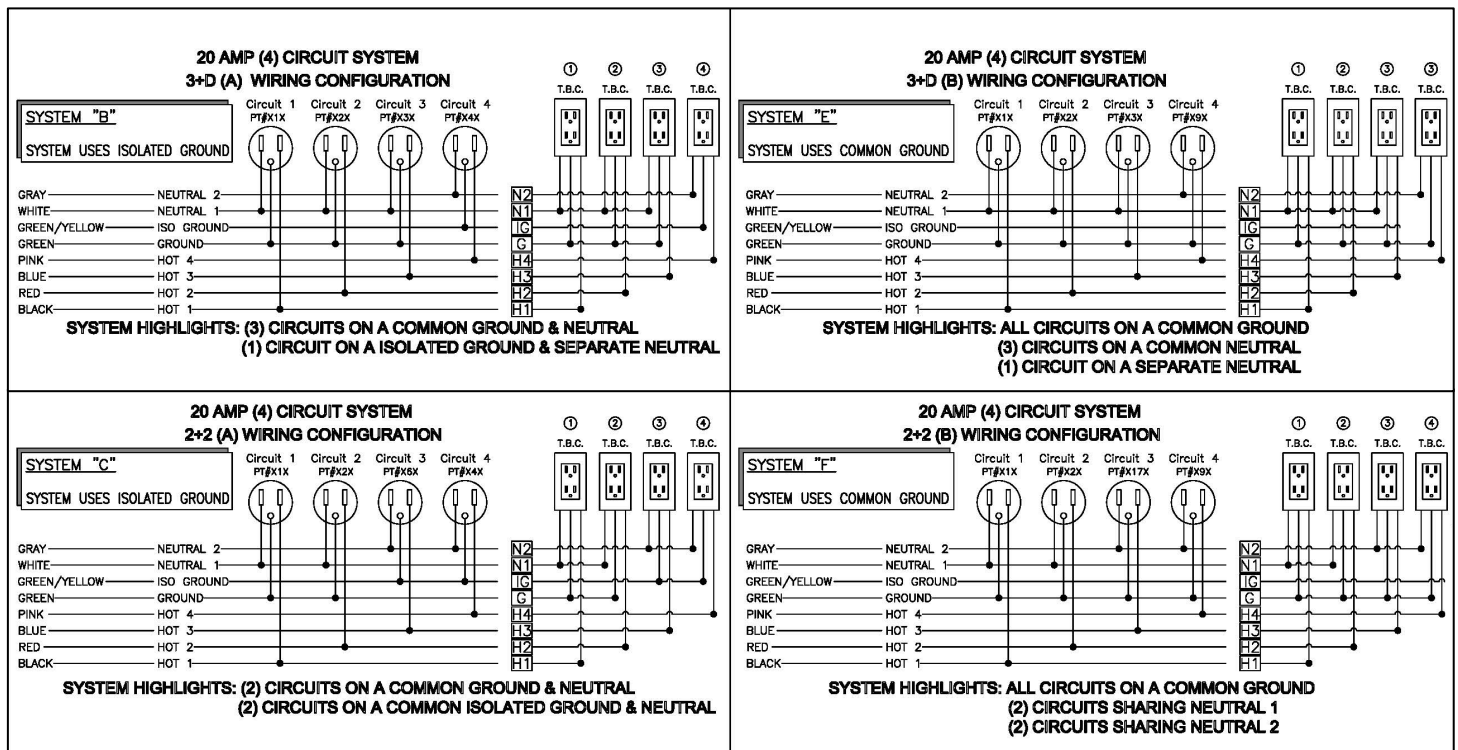 20 AMP (4) CIRCUIT SYSTEM
3+D (A) WIRING CONFIGURATION
① ② ③ ④
T.B.C. T.B.C. T.B.C. T.B.C.
SYSTEM "B"
SYSTEM USES ISOLATED GROUND
Circuit 1 Circuit 2 Circuit 3 Circuit 4
PT#X1X PT#X2X PT#X3X PT#X4X
GRAY NEUTRAL 2 N2
WHITE NEUTRAL 1 N1
GREEN/YELLOW ISO GROUND IG
GREEN GROUND G
PINK HOT 4 H4
BLUE HOT 3 H3
RED HOT 2 H2
BLACK HOT 1 H1
SYSTEM HIGHLIGHTS: (3) CIRCUITS ON A COMMON GROUND & NEUTRAL
(1) CIRCUIT ON A ISOLATED GROUND & SEPARATE NEUTRAL
20 AMP (4) CIRCUIT SYSTEM
3+D (B) WIRING CONFIGURATION
① ② ③ ③
T.B.C. T.B.C. T.B.C. T.B.C.
SYSTEM "E"
SYSTEM USES COMMON GROUND
Circuit 1 Circuit 2 Circuit 3 Circuit 4
PT#X1X PT#X2X PT#X3X PT#X9X
GRAY NEUTRAL 2 N2
WHITE NEUTRAL 1 N1
GREEN/YELLOW ISO GROUND IG
GREEN GROUND G
PINK HOT 4 H4
BLUE HOT 3 H3
RED HOT 2 H2
BLACK HOT 1 H1
SYSTEM HIGHLIGHTS: ALL CIRCUITS ON A COMMON GROUND
(3) CIRCUITS ON A COMMON NEUTRAL
(1) CIRCUIT ON A SEPARATE NEUTRAL
20 AMP (4) CIRCUIT SYSTEM
2+2 (A) WIRING CONFIGURATION
① ② ③ ④
T.B.C. T.B.C. T.B.C. T.B.C.
SYSTEM "C"
SYSTEM USES ISOLATED GROUND
Circuit 1 Circuit 2 Circuit 3 Circuit 4
PT#X1X PT#X2X PT#X6X PT#X4X
GRAY NEUTRAL 2 N2
WHITE NEUTRAL 1 N1
GREEN/YELLOW ISO GROUND IG
GREEN GROUND G
PINK HOT 4 H4
BLUE HOT 3 H3
RED HOT 2 H2
BLACK HOT 1 H1
SYSTEM HIGHLIGHTS: (2) CIRCUITS ON A COMMON GROUND & NEUTRAL
(2) CIRCUITS ON A COMMON ISOLATED GROUND & NEUTRAL
20 AMP (4) CIRCUIT SYSTEM
2+2 (B) WIRING CONFIGURATION
① ② ③ ④
T.B.C. T.B.C. T.B.C. T.B.C.
SYSTEM "F"
SYSTEM USES COMMON GROUND
Circuit 1 Circuit 2 Circuit 3 Circuit 4
PT#X1X PT#X2X PT#X17X PT#X9X
GRAY NEUTRAL 2 N2
WHITE NEUTRAL 1 N1
GREEN/YELLOW ISO GROUND IG
GREEN GROUND G
PINK HOT 4 H4
BLUE HOT 3 H3
RED HOT 2 H2
BLACK HOT 1 H1
SYSTEM HIGHLIGHTS: ALL CIRCUITS ON A COMMON GROUND
(2) CIRCUITS SHARING NEUTRAL 1
(2) CIRCUITS SHARING NEUTRAL 2